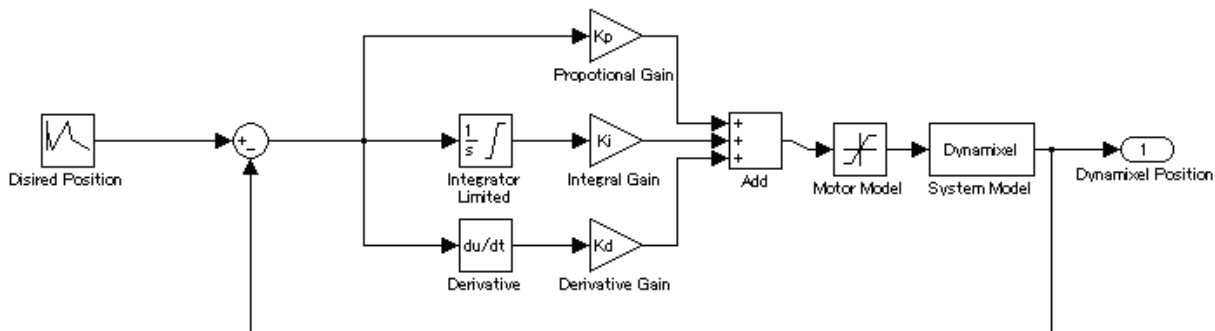 Kp
Propotional Gain
Disired Position
+
-
1
s
Integrator
Limited
Ki
Integral Gain
+
+
+
Add
Motor Model
Dynamixel
System Model
1
Dynamixel Position
du/dt
Derivative
Kd
Derivative Gain